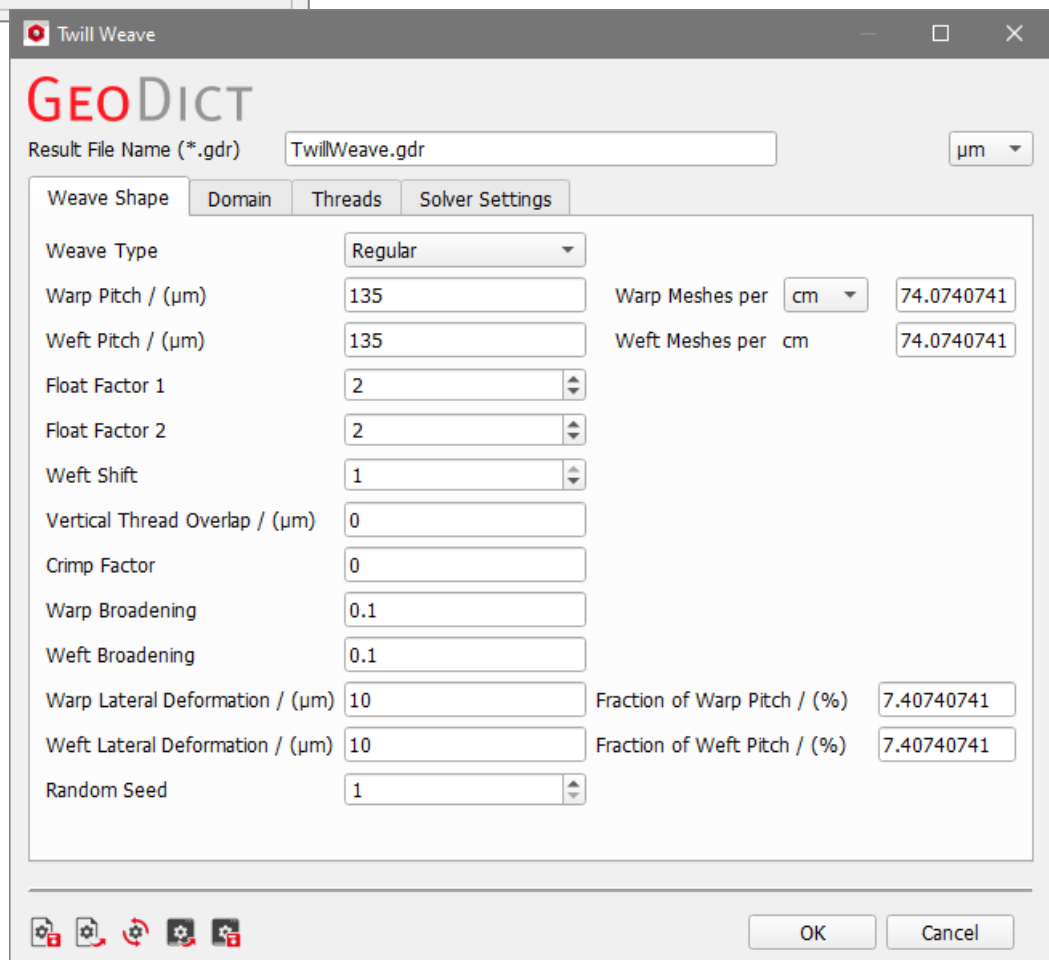 Twill Weave
GEODICT
Result File Name (*.gdr) TwillWeave.gdr µm
Weave Shape Domain Threads Solver Settings
Weave Type Regular
Warp Pitch / (µm) 135 Warp Meshes per cm 74.0740741
Weft Pitch / (µm) 135 Weft Meshes per cm 74.0740741
Float Factor 1 2
Float Factor 2 2
Weft Shift 1
Vertical Thread Overlap / (µm) 0
Crimp Factor 0
Warp Broadening 0.1
Weft Broadening 0.1
Warp Lateral Deformation / (µm) 10 Fraction of Warp Pitch / (%) 7.40740741
Weft Lateral Deformation / (µm) 10 Fraction of Weft Pitch / (%) 7.40740741
Random Seed 1
OK Cancel